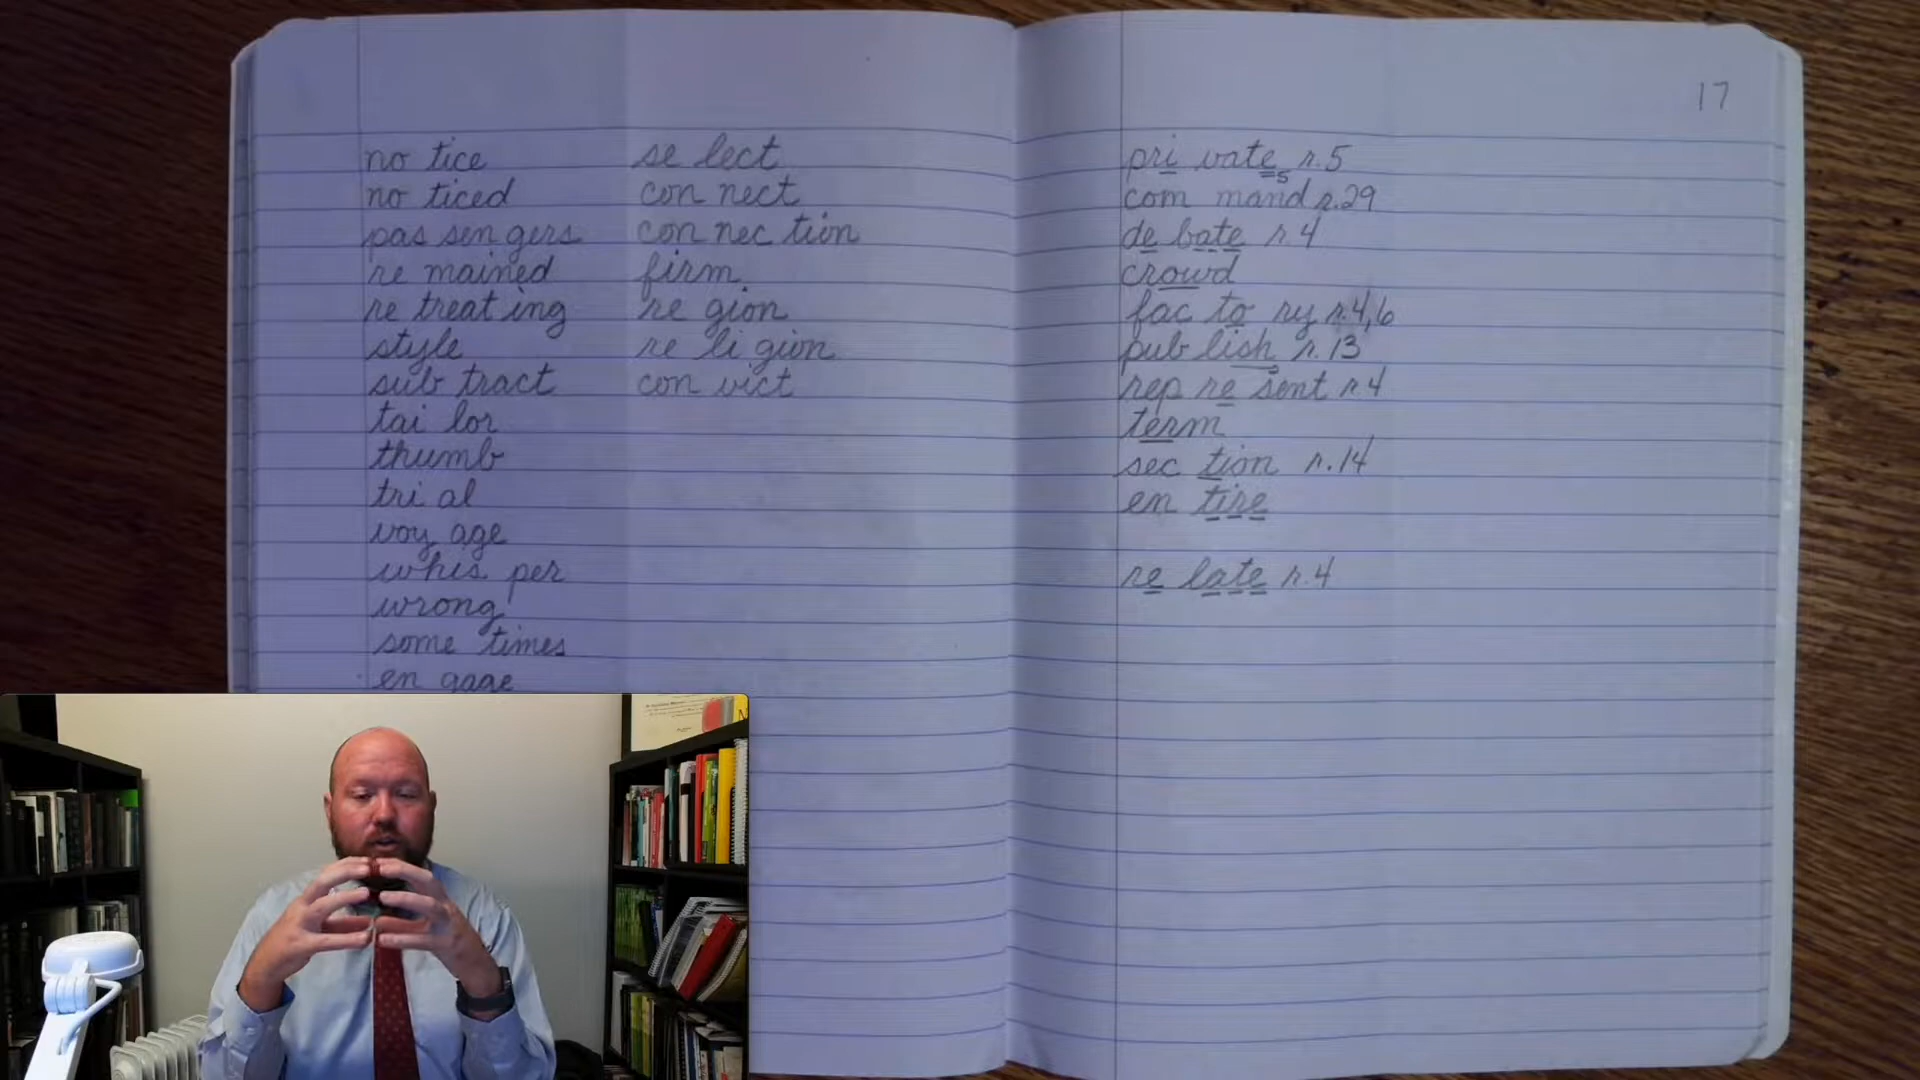 17
no tice
no ticed
pas sen gers
re mained
re treat ing
style
sub tract
tai lor
thumb
tri al
voy age
whis per
wrong
some times
en gage
se lect
con nect
con nec tion
firm
re gion
re li gion
con vict
pri vate5 r.5
com mand r.29
de bate r.4
crowd
fac to ry r.4,6
pub lish r.13
rep re sent r.4
term
sec tion r.14
en tire
re late r.4